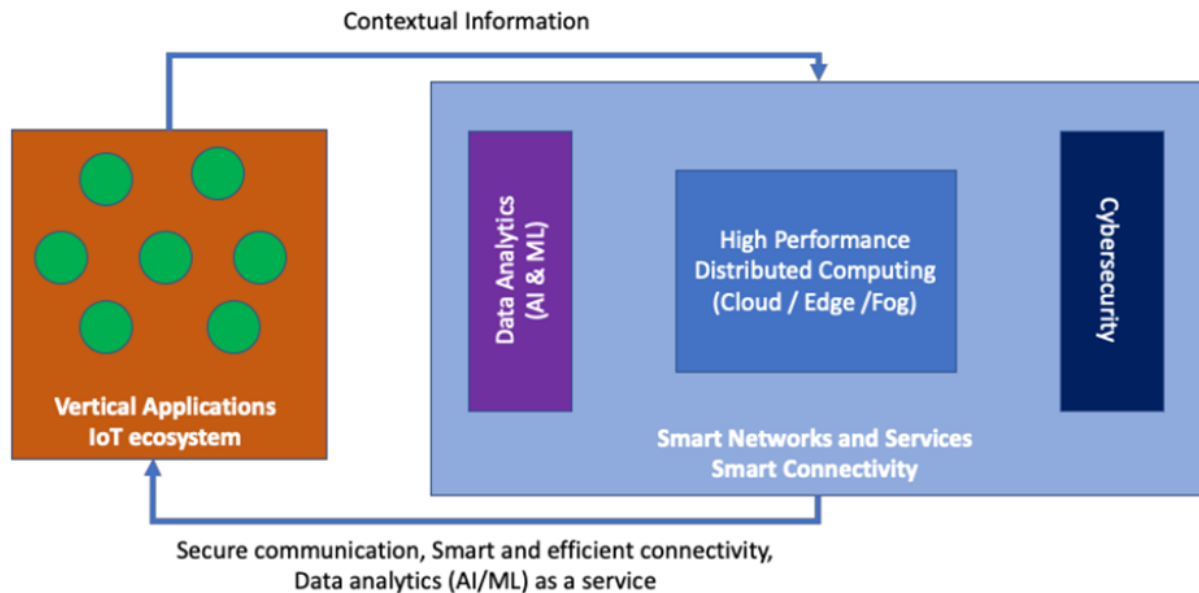 Contextual Information
Data Analytics
(AI & ML)
High Performance
Distributed Computing
(Cloud / Edge /Fog)
Cybersecurity
Vertical Applications
IoT ecosystem
Smart Networks and Services
Smart Connectivity
Secure communication, Smart and efficient connectivity,
Data analytics (AI/ML) as a service